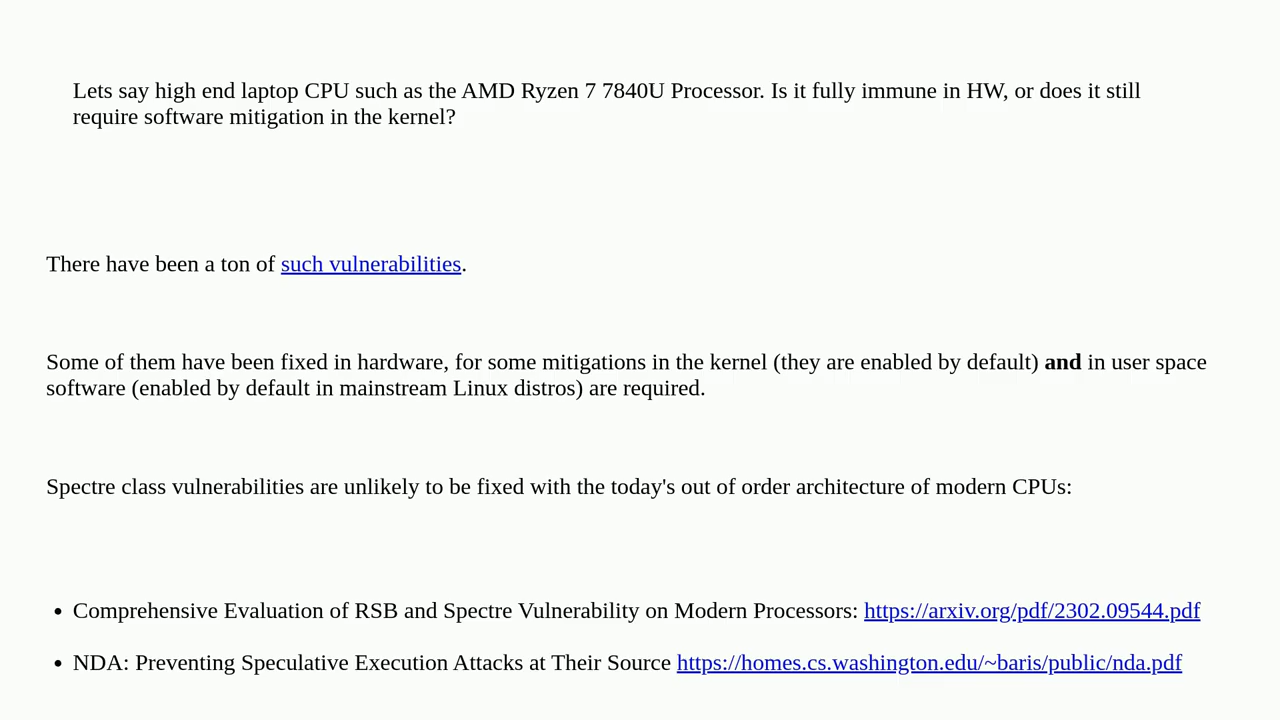 Lets say high end laptop CPU such as the AMD Ryzen 7 7840U Processor. Is it fully immune in HW, or does it still
require software mitigation in the kernel?
There have been a ton of such vulnerabilities.
Some of them have been fixed in hardware, for some mitigations in the kernel (they are enabled by default) and in user space
software (enabled by default in mainstream Linux distros) are required.
Spectre class vulnerabilities are unlikely to be fixed with the today's out of order architecture of modern CPUs:
• Comprehensive Evaluation of RSB and Spectre Vulnerability on Modern Processors: https://arxiv.org/pdf/2302.09544.pdf
• NDA: Preventing Speculative Execution Attacks at Their Source https://homes.cs.washington.edu/~baris/public/nda.pdf